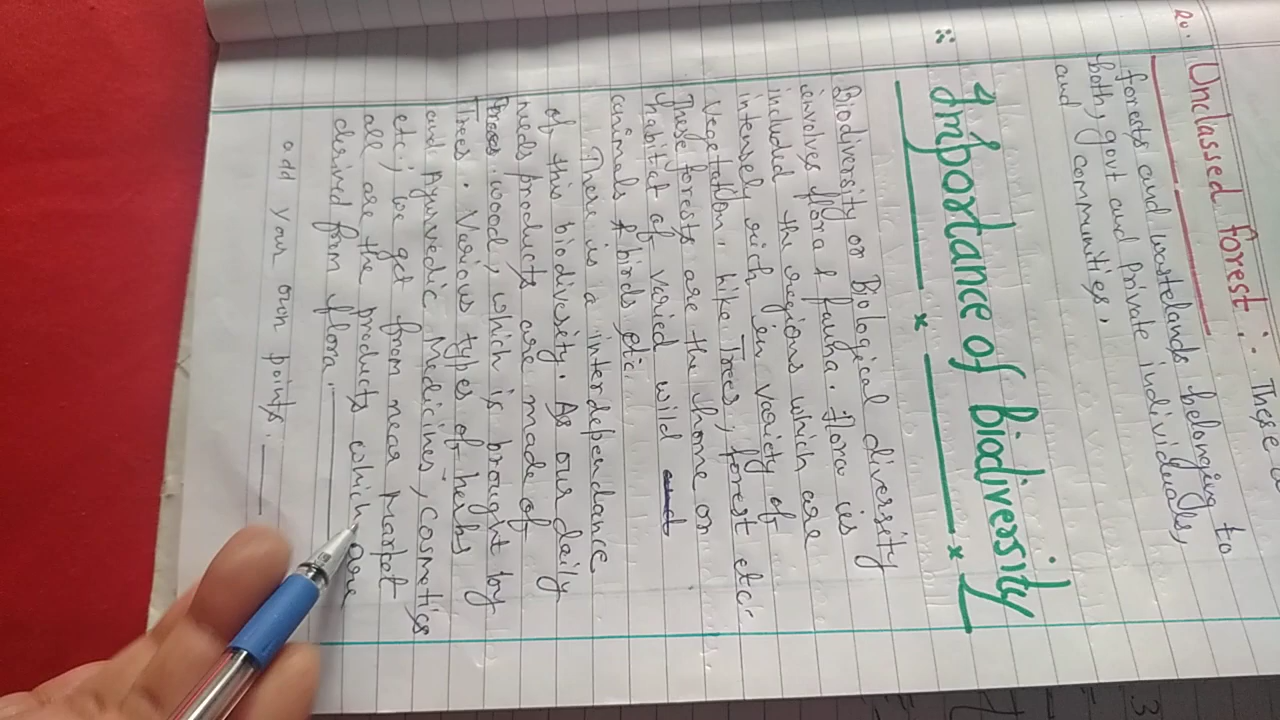 20. Unclassed forest :. These
forests and wastelands belonging to
both, govt and private individuals,
and communities.
∴ Importance of biodiversity
Biodiversity or Biological diversity
involves flora & fauna. flora is
included the regions which are
intensely rich in variety of
Vegetation, like Trees, forest etc.
These forests are the home or
habitat of varied wild and
animals & birds etc.
There is a interdependance
of this biodiversity. As our daily
needs products are made of
wood, which is brought by
Trees. Various types of herbs
and Ayurvedic Medicines, cosmetics
etc; we get from near market
all are the products which are
derived from flora.
add your own points.
3